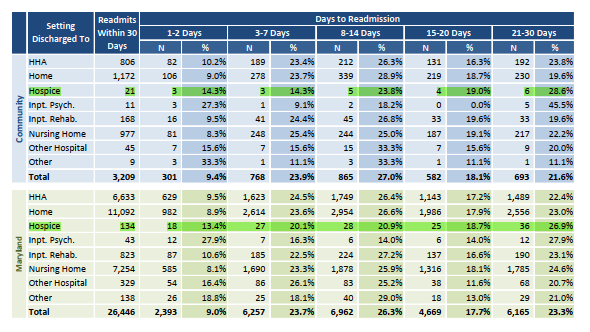 Setting Discharged To Readmits Within 30 Days Days to Readmission
1-2 Days 3-7 Days 8-14 Days 15-20 Days 21-30 Days
N % N % N % N % N %
Community
HHA 806 82 10.2% 189 23.4% 212 26.3% 131 16.3% 192 23.8%
Home 1,172 106 9.0% 278 23.7% 339 28.9% 219 18.7% 230 19.6%
Hospice 21 3 14.3% 3 14.3% 5 23.8% 4 19.0% 6 28.6%
Inpt. Psych. 11 3 27.3% 1 9.1% 2 18.2% 0 0.0% 5 45.5%
Inpt. Rehab. 168 16 9.5% 41 24.4% 45 26.8% 33 19.6% 33 19.6%
Nursing Home 977 81 8.3% 248 25.4% 244 25.0% 187 19.1% 217 22.2%
Other Hospital 45 7 15.6% 7 15.6% 15 33.3% 7 15.6% 9 20.0%
Other 9 3 33.3% 1 11.1% 3 33.3% 1 11.1% 1 11.1%
Total 3,209 301 9.4% 768 23.9% 865 27.0% 582 18.1% 693 21.6%
Maryland
HHA 6,633 629 9.5% 1,623 24.5% 1,749 26.4% 1,143 17.2% 1,489 22.4%
Home 11,092 982 8.9% 2,614 23.6% 2,954 26.6% 1,986 17.9% 2,556 23.0%
Hospice 134 18 13.4% 27 20.1% 28 20.9% 25 18.7% 36 26.9%
Inpt. Psych. 43 12 27.9% 7 16.3% 6 14.0% 6 14.0% 12 27.9%
Inpt. Rehab. 823 87 10.6% 185 22.5% 224 27.2% 137 16.6% 190 23.1%
Nursing Home 7,254 585 8.1% 1,690 23.3% 1,878 25.9% 1,316 18.1% 1,785 24.6%
Other Hospital 329 54 16.4% 86 26.1% 83 25.2% 38 11.6% 68 20.7%
Other 138 26 18.8% 25 18.1% 40 29.0% 18 13.0% 29 21.0%
Total 26,446 2,393 9.0% 6,257 23.7% 6,962 26.3% 4,669 17.7% 6,165 23.3%